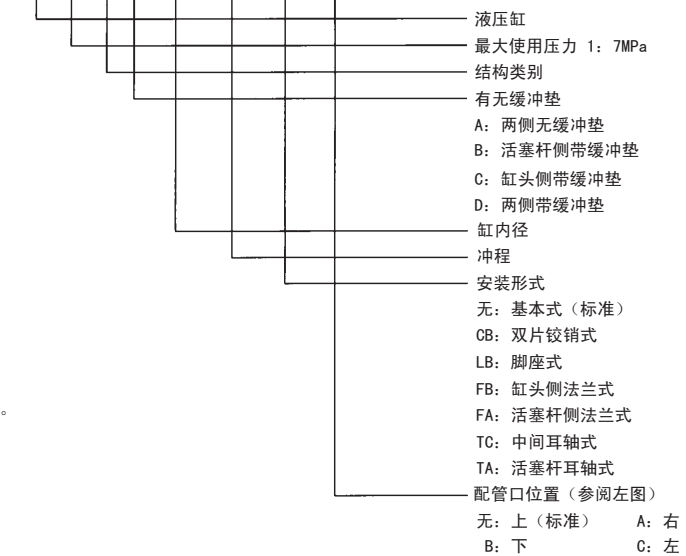 液压缸
最大使用压力 1: 7MPa
结构类别
有无缓冲垫
A: 两侧无缓冲垫
B: 活塞杆侧带缓冲垫
C: 缸头侧带缓冲垫
D: 两侧带缓冲垫
缸内径
冲程
安装形式
无: 基本式（标准）
CB: 双片铰销式
LB: 脚座式
FB: 缸头侧法兰式
。
FA: 活塞杆侧法兰式
TC: 中间耳轴式
TA: 活塞杆耳轴式
配管口位置（参阅左图）
无: 上（标准） A: 右
B: 下 C: 左